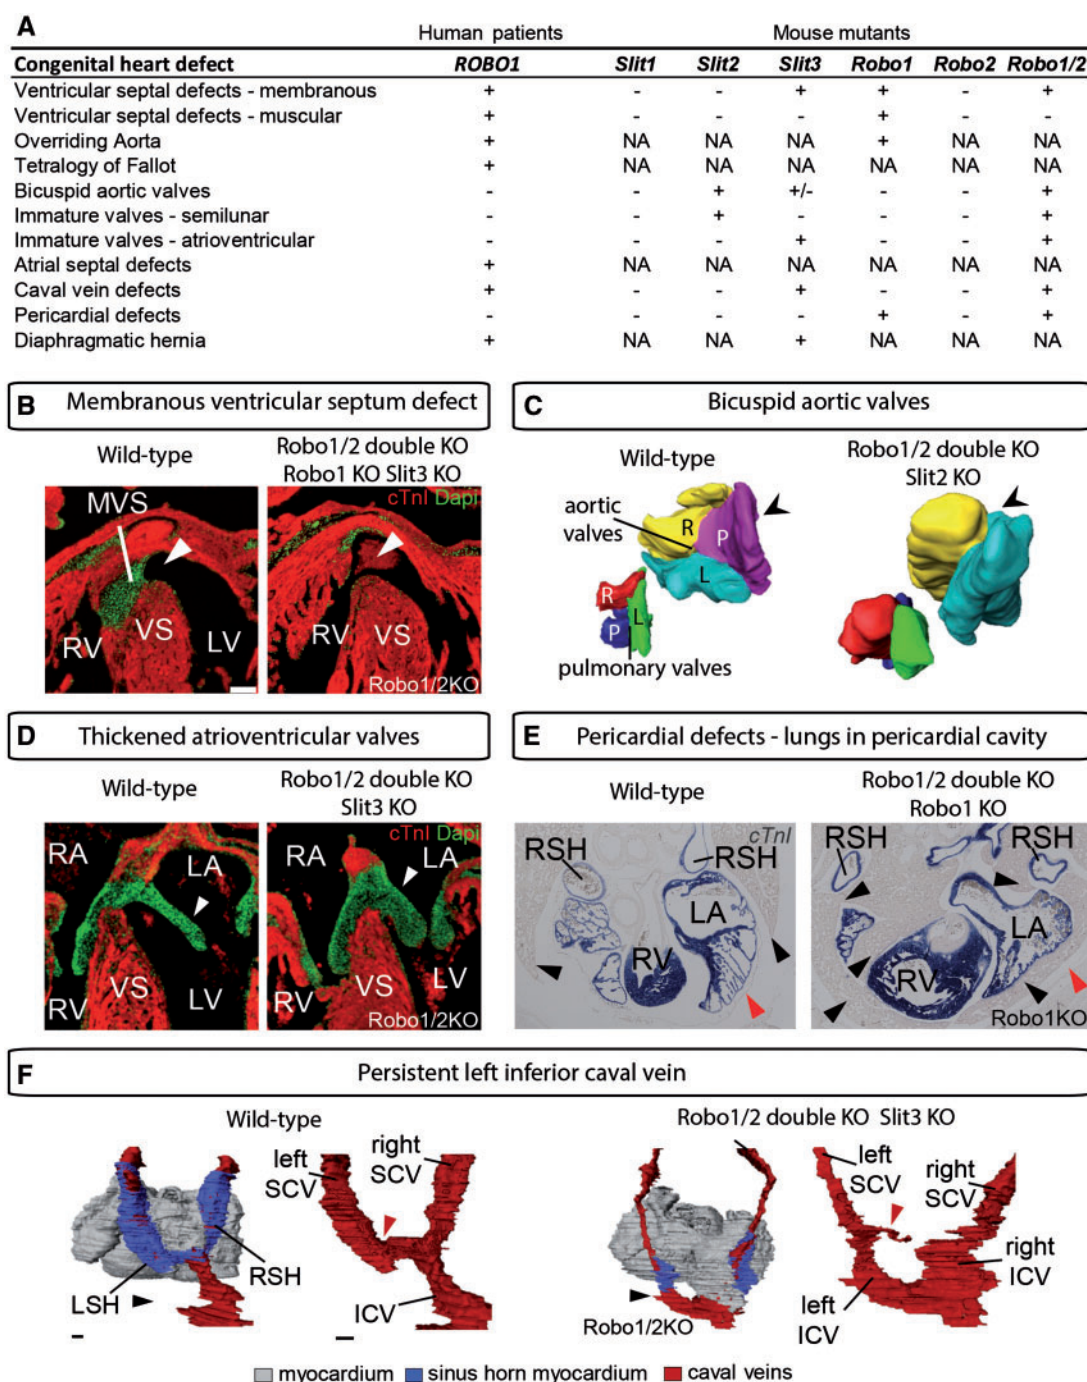 A
Human patients Mouse mutants
Congenital heart defect ROBO1 Slit1 Slit2 Slit3 Robo1 Robo2 Robo1/2
Ventricular septal defects - membranous + - - + + - +
Ventricular septal defects - muscular + - - - + - -
Overriding Aorta + NA NA NA + NA NA
Tetralogy of Fallot + NA NA NA NA NA NA
Bicuspid aortic valves - - + +/- - - +
Immature valves - semilunar - - + - - - +
Immature valves - atrioventricular - - - + - - +
Atrial septal defects + NA NA NA NA NA NA
Caval vein defects + - - + - - +
Pericardial defects - - - - + - +
Diaphragmatic hernia + NA NA + NA NA NA
B Membranous ventricular septum defect
Wild-type
Robo1/2 double KO
Robo1 KO Slit3 KO
MVS
RV
VS
LV
cTnI Dapi
RV
VS
LV
Robo1/2KO
C Bicuspid aortic valves
Wild-type
Robo1/2 double KO
Slit2 KO
aortic
valves
R
P
L
R
L
P
pulmonary valves
D Thickened atrioventricular valves
Wild-type
Robo1/2 double KO
Slit3 KO
RA
LA
RV
VS
LV
cTnI Dapi
RA
LA
RV
VS
LV
Robo1/2KO
E Pericardial defects - lungs in pericardial cavity
Wild-type
Robo1/2 double KO
Robo1 KO
cTnI
RSH
RSH
LA
RV
RSH
RSH
LA
RV
Robo1KO
F Persistent left inferior caval vein
Wild-type
Robo1/2 double KO Slit3 KO
left
SCV
right
SCV
LSH
RSH
ICV
Robo1/2KO
left
SCV
right
SCV
right
ICV
left
ICV
myocardium sinus horn myocardium caval veins